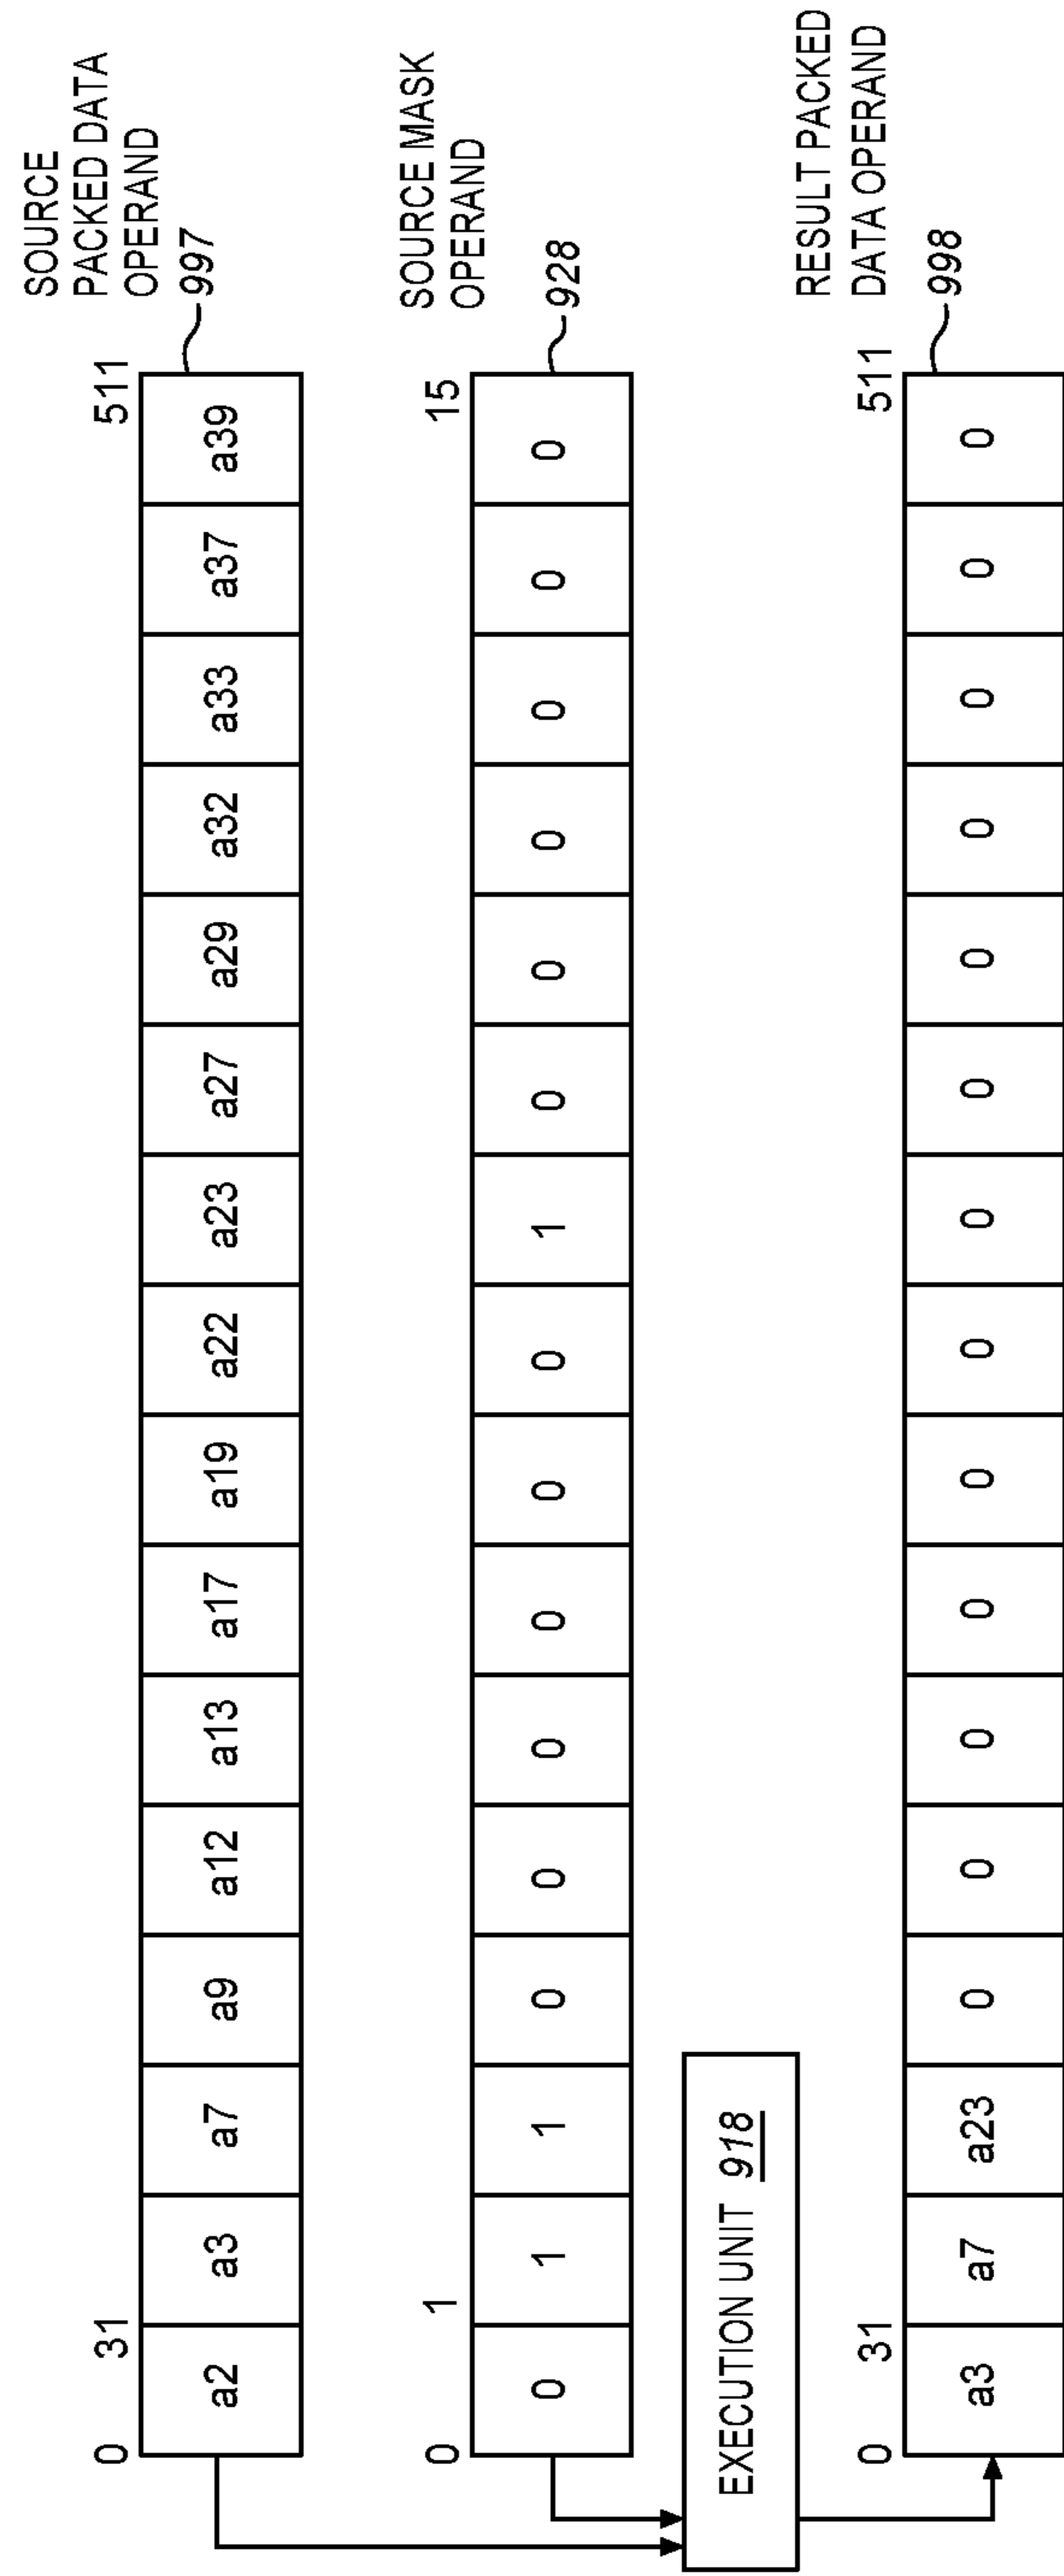 SOURCE
PACKED DATA
OPERAND
997
0 31 511
a2 a3 a7 a9 a12 a13 a17 a19 a22 a23 a27 a29 a32 a33 a37 a39
SOURCE MASK
OPERAND
928
0 1 15
0 1 1 0 0 0 0 0 0 1 0 0 0 0 0 0
EXECUTION UNIT 918
RESULT PACKED
DATA OPERAND
998
0 31 511
a3 a7 a23 0 0 0 0 0 0 0 0 0 0 0 0 0